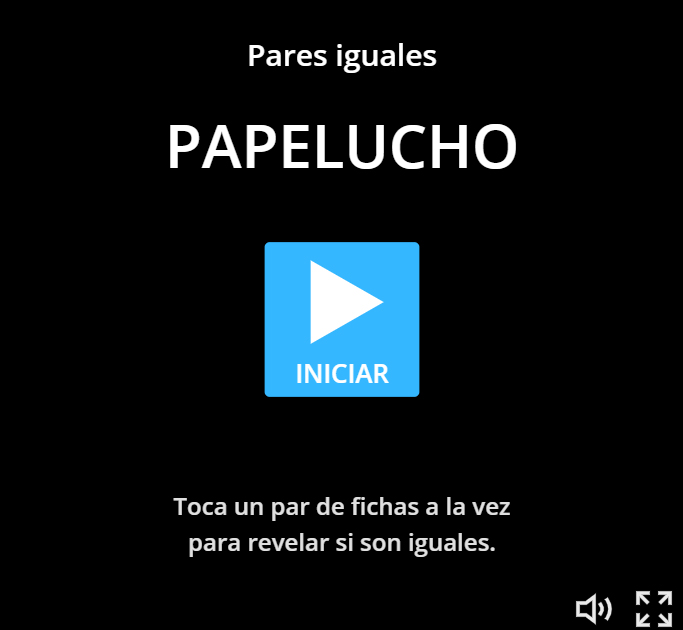 Pares iguales
PAPELUCHO
INICIAR
Toca un par de fichas a la vez
para revelar si son iguales.